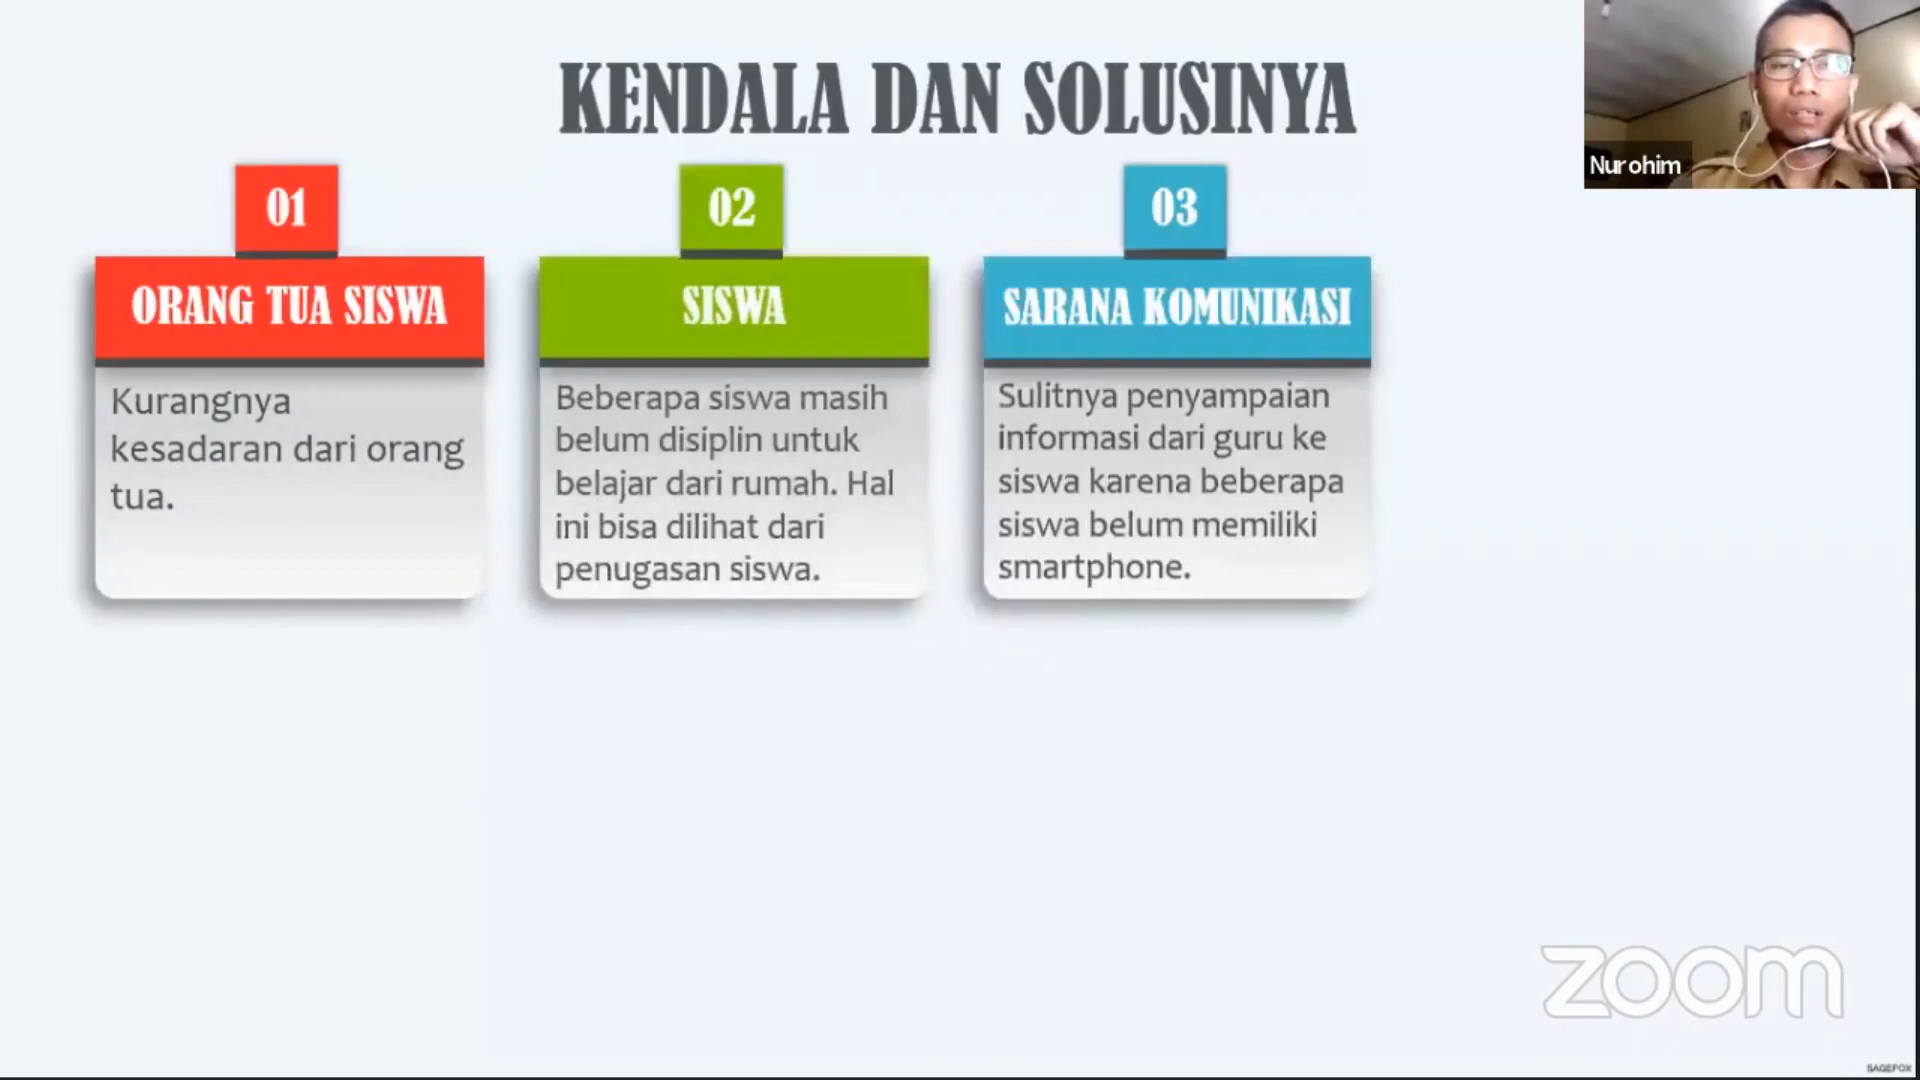 KENDALA DAN SOLUSINYA
Nurohim
01
ORANG TUA SISWA
Kurangnya
kesadaran dari orang
tua.
02
SISWA
Beberapa siswa masih
belum disiplin untuk
belajar dari rumah. Hal
ini bisa dilihat dari
penugasan siswa.
03
SARANA KOMUNIKASI
Sulitnya penyampaian
informasi dari guru ke
siswa karena beberapa
siswa belum memiliki
smartphone.
zoom
SAGEFOX